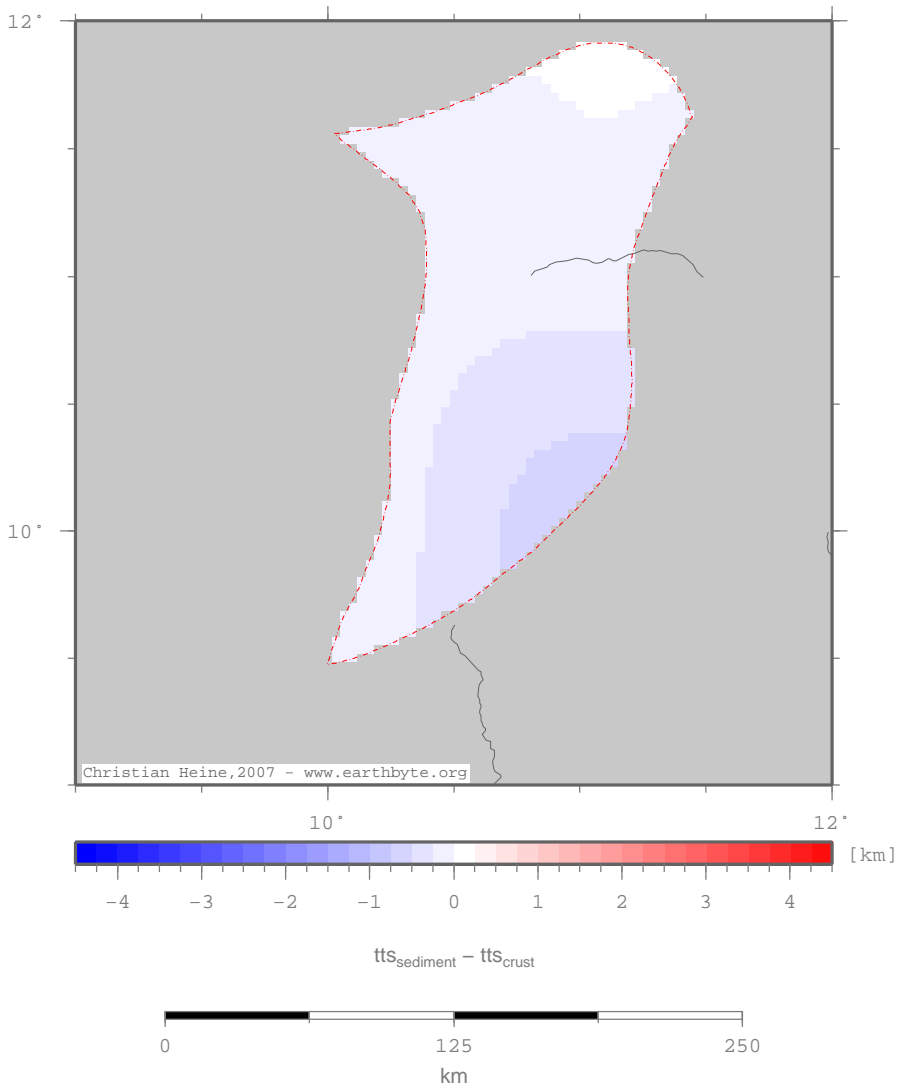 12°
10°
Christian Heine,2007 - www.earthbyte.org
10° 12°
[km]
−4 −3 −2 −1 0 1 2 3 4
tts_sediment − tts_crust
0 125 250
km